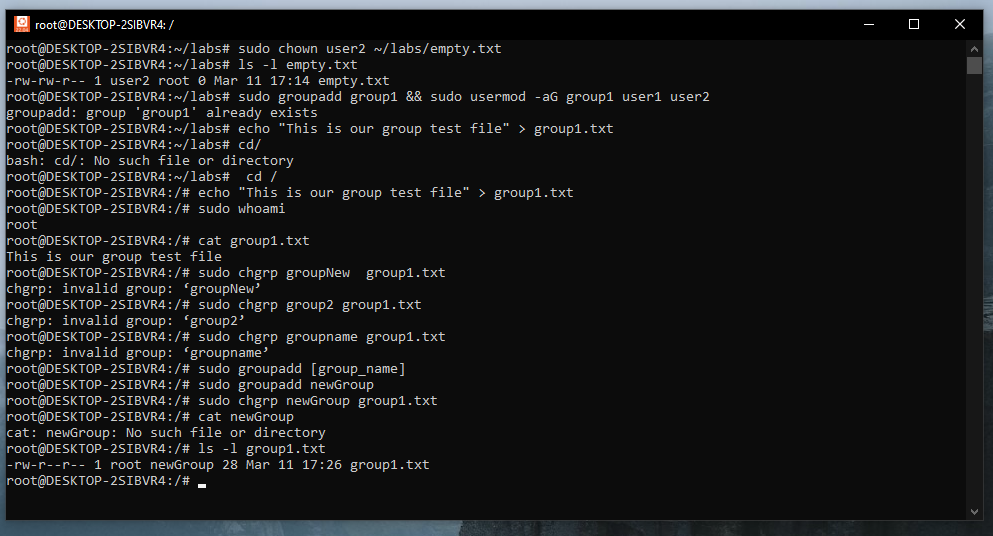 root@DESKTOP-2SIBVR4: /
root@DESKTOP-2SIBVR4:~/labs# sudo chown user2 ~/labs/empty.txt
root@DESKTOP-2SIBVR4:~/labs# ls -l empty.txt
-rw-rw-r-- 1 user2 root 0 Mar 11 17:14 empty.txt
root@DESKTOP-2SIBVR4:~/labs# sudo groupadd group1 && sudo usermod -aG group1 user1 user2
groupadd: group 'group1' already exists
root@DESKTOP-2SIBVR4:~/labs# echo "This is our group test file" > group1.txt
root@DESKTOP-2SIBVR4:~/labs# cd/
bash: cd/: No such file or directory
root@DESKTOP-2SIBVR4:~/labs#  cd /
root@DESKTOP-2SIBVR4:/# echo "This is our group test file" > group1.txt
root@DESKTOP-2SIBVR4:/# sudo whoami
root
root@DESKTOP-2SIBVR4:/# cat group1.txt
This is our group test file
root@DESKTOP-2SIBVR4:/# sudo chgrp groupNew  group1.txt
chgrp: invalid group: ‘groupNew’
root@DESKTOP-2SIBVR4:/# sudo chgrp group2 group1.txt
chgrp: invalid group: ‘group2’
root@DESKTOP-2SIBVR4:/# sudo chgrp groupname group1.txt
chgrp: invalid group: ‘groupname’
root@DESKTOP-2SIBVR4:/# sudo groupadd [group_name]
root@DESKTOP-2SIBVR4:/# sudo groupadd newGroup
root@DESKTOP-2SIBVR4:/# sudo chgrp newGroup group1.txt
root@DESKTOP-2SIBVR4:/# cat newGroup
cat: newGroup: No such file or directory
root@DESKTOP-2SIBVR4:/# ls -l group1.txt
-rw-r--r-- 1 root newGroup 28 Mar 11 17:26 group1.txt
root@DESKTOP-2SIBVR4:/#